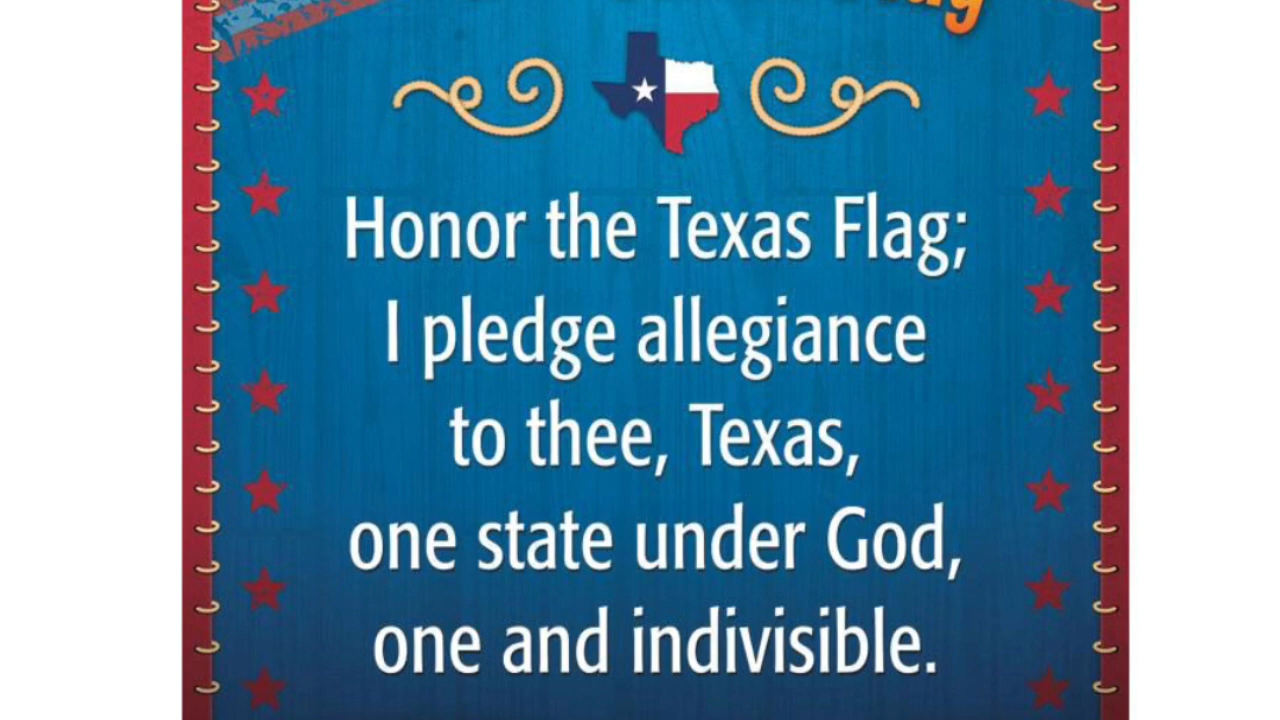 Honor the Texas Flag;
I pledge allegiance
to thee, Texas,
one state under God,
one and indivisible.